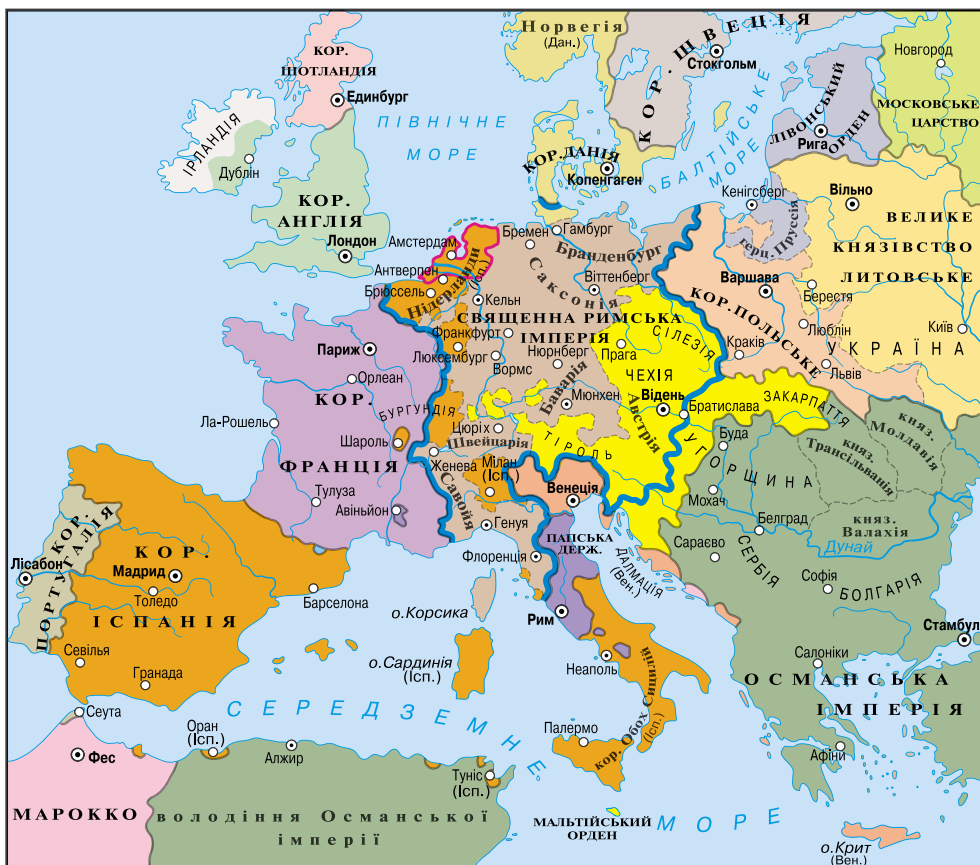 Норвегія
(Дан.)
КОР. ШВЕЦІЯ
Стокгольм
Новгород
КОР.
ШОТЛАНДІЯ
Единбург
ЛІВОНСЬКИЙ
ОРДЕН
Рига
МОСКОВСЬКЕ
ЦАРСТВО
ПІВНІЧНЕ
МОРЕ
ІРЛАНДІЯ
Дублін
КОР. ДАНІЯ
Копенгаген
БАЛТІЙСЬКЕ
МОРЕ
Кенігсберг
Вільно
герц. Пруссія
ВЕЛИКЕ
КНЯЗІВСТВО
ЛИТОВСЬКЕ
КОР.
АНГЛІЯ
Лондон
Амстердам
Антверпен
Брюссель
Нідерланди
(Ісп.)
Бремен
Гамбург
Бранденбург
Саксонія
Віттенберг
Кельн
Варшава
КОР. ПОЛЬСЬКЕ
Берестя
Люблін
Київ
УКРАЇНА
Краків
Львів
СВЯЩЕННА РИМСЬКА
ІМПЕРІЯ
СІЛЕЗІЯ
Франкфурт
Люксембург
Вормс
Нюрнберг
Прага
ЧЕХІЯ
Париж
Орлеан
КОР.
ФРАНЦІЯ
БУРГУНДІЯ
Ла-Рошель
Шароль
Баварія
Мюнхен
Відень
Австрія
Братислава
ЗАКАРПАТТЯ
Цюріх
Швейцарія
ТІРОЛЬ
Женева
Мілан
(Ісп.)
Савойя
Венеція
УГОРЩИНА
Буда
Мохач
княз.
Трансільванія
княз.
Молдавія
княз.
Валахія
Дунай
Тулуза
Авіньйон
Генуя
Флоренція
ПАПСЬКА
ДЕРЖ.
Рим
ДАЛМАЦІЯ
(Вен.)
Белград
Сараєво
СЕРБІЯ
Софія
БОЛГАРІЯ
Стамбул
КОР.
ПОРТУГАЛІЯ
Лісабон
КОР.
Мадрид
Толедо
ІСПАНІЯ
Барселона
Севілья
Гранада
о.Корсика
о.Сардинія
(Ісп.)
Неаполь
кор. Обох Сицилій
(Ісп.)
Палермо
Салоніки
ОСМАНСЬКА
ІМПЕРІЯ
Афіни
СЕРЕДЗЕМНЕ
МОРЕ
Сеута
Фес
МАРОККО
Оран
(Ісп.)
Алжир
Туніс
(Ісп.)
володіння Османської
імперії
МАЛЬТІЙСЬКИЙ
ОРДЕН
о.Крит
(Вен.)